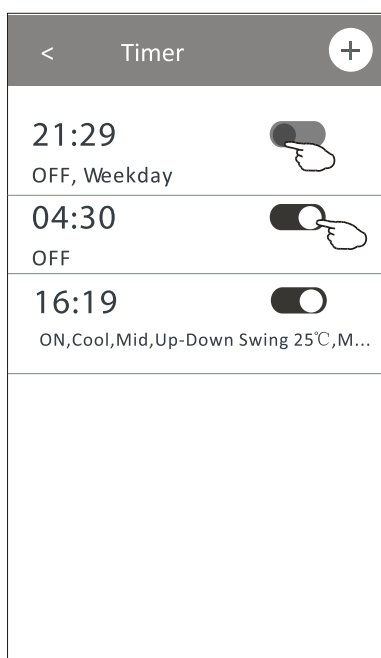 < Timer +
21:29
OFF, Weekday
04:30
OFF
16:19
ON,Cool,Mid,Up-Down Swing 25℃,M...